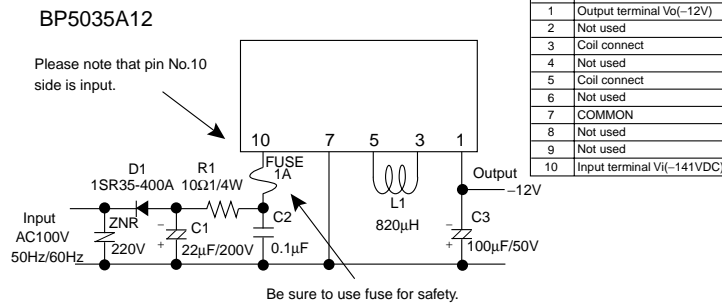 BP5035A12
1 Output terminal Vo(−12V)
2 Not used
3 Coil connect
4 Not used
5 Coil connect
6 Not used
7 COMMON
8 Not used
9 Not used
10 Input terminal Vi(−141VDC)
Please note that pin No.10
side is input.
10 7 5 3 1
FUSE
1A
D1
1SR35-400A
R1
10Ω1/4W
L1
820μH
Output
−12V
Input
AC100V
50Hz/60Hz
ZNR
220V
−
+
C1
22μF/200V
C2
0.1μF
−
+
C3
100μF/50V
Be sure to use fuse for safety.